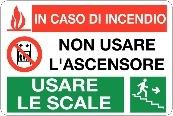 IN CASO DI INCENDIO
NON USARE
L'ASCENSORE
USARE
LE SCALE